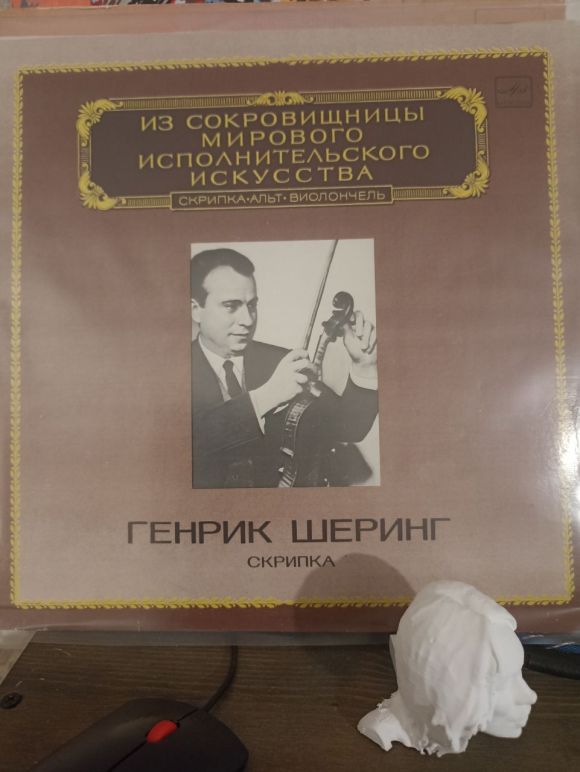 ИЗ СОКРОВИЩНИЦЫ
МИРОВОГО
ИСПОЛНИТЕЛЬСКОГО
ИСКУССТВА
СКРИПКА•АЛЬТ•ВИОЛОНЧЕЛЬ
ГЕНРИК ШЕРИНГ
СКРИПКА